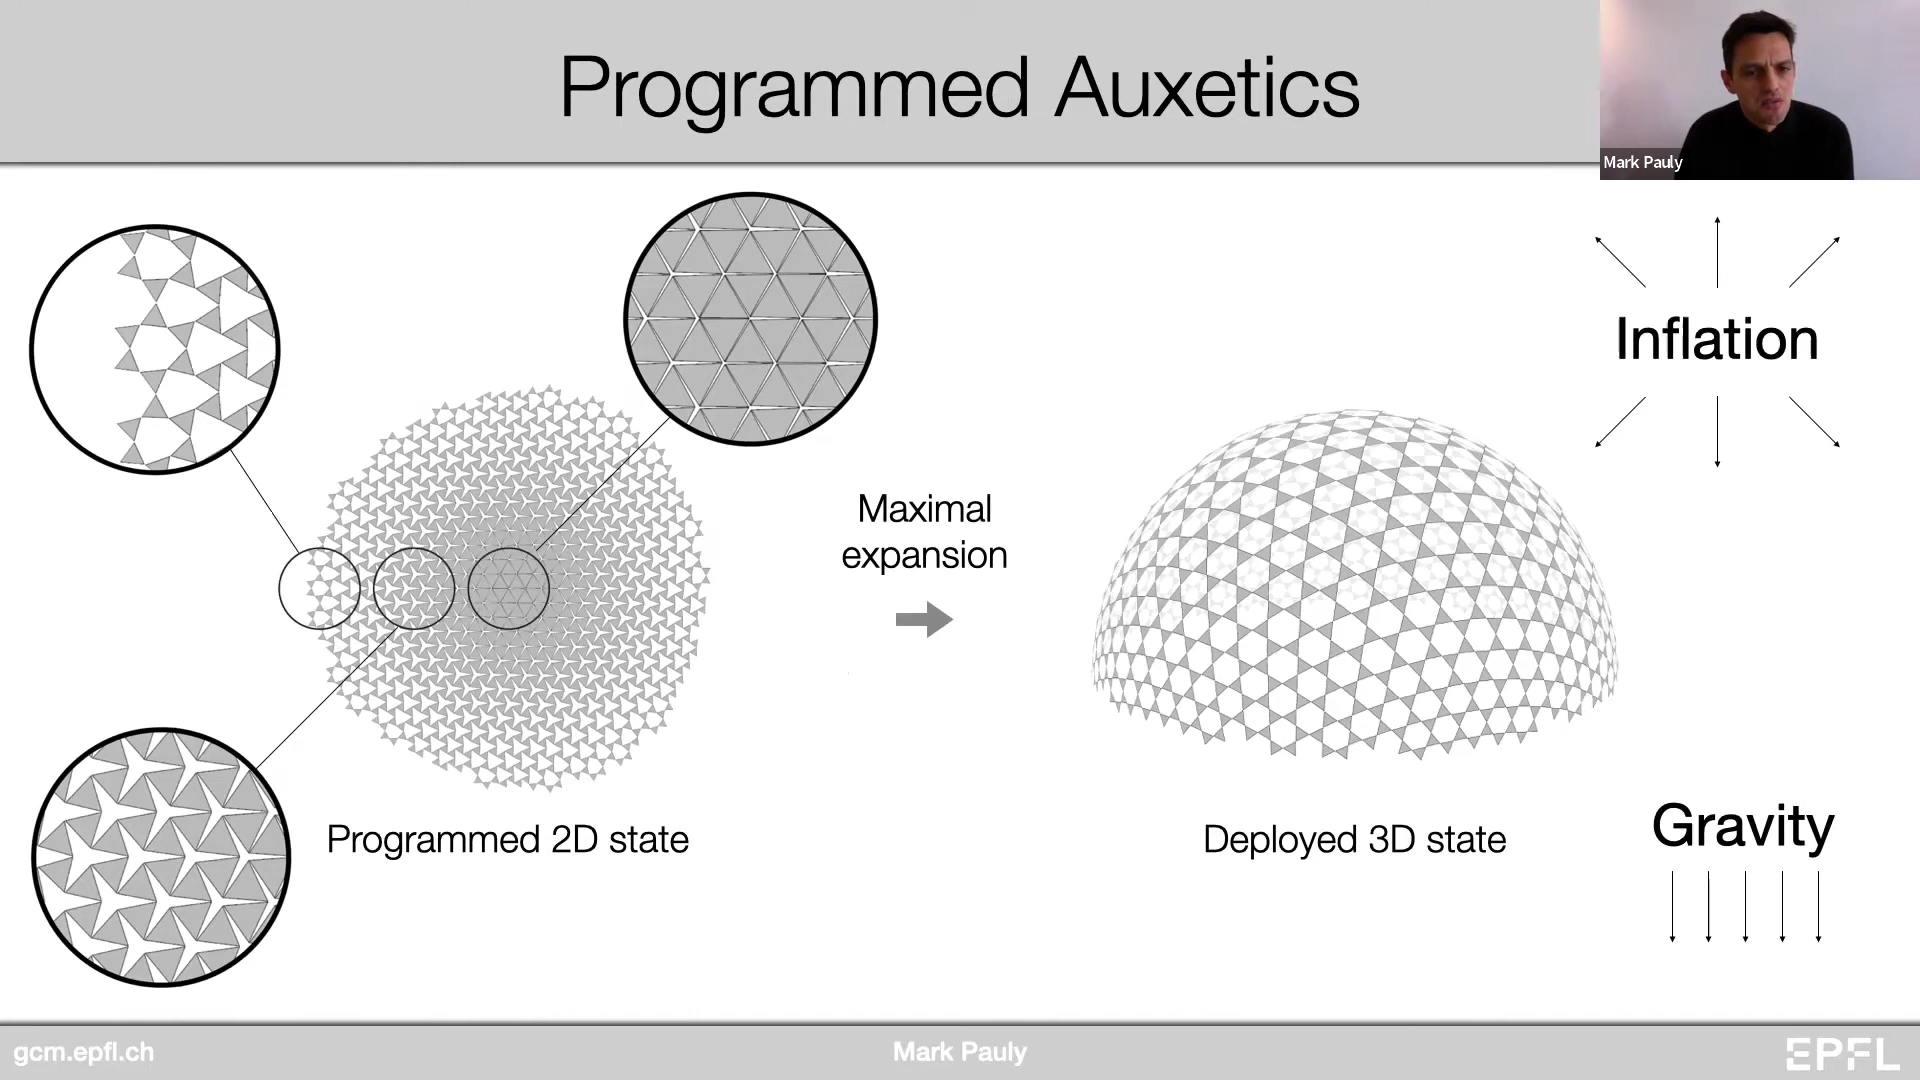 Programmed Auxetics
Mark Pauly
Inflation
Maximal
expansion
Programmed 2D state
Deployed 3D state
Gravity
gcm.epfl.ch
Mark Pauly
EPFL